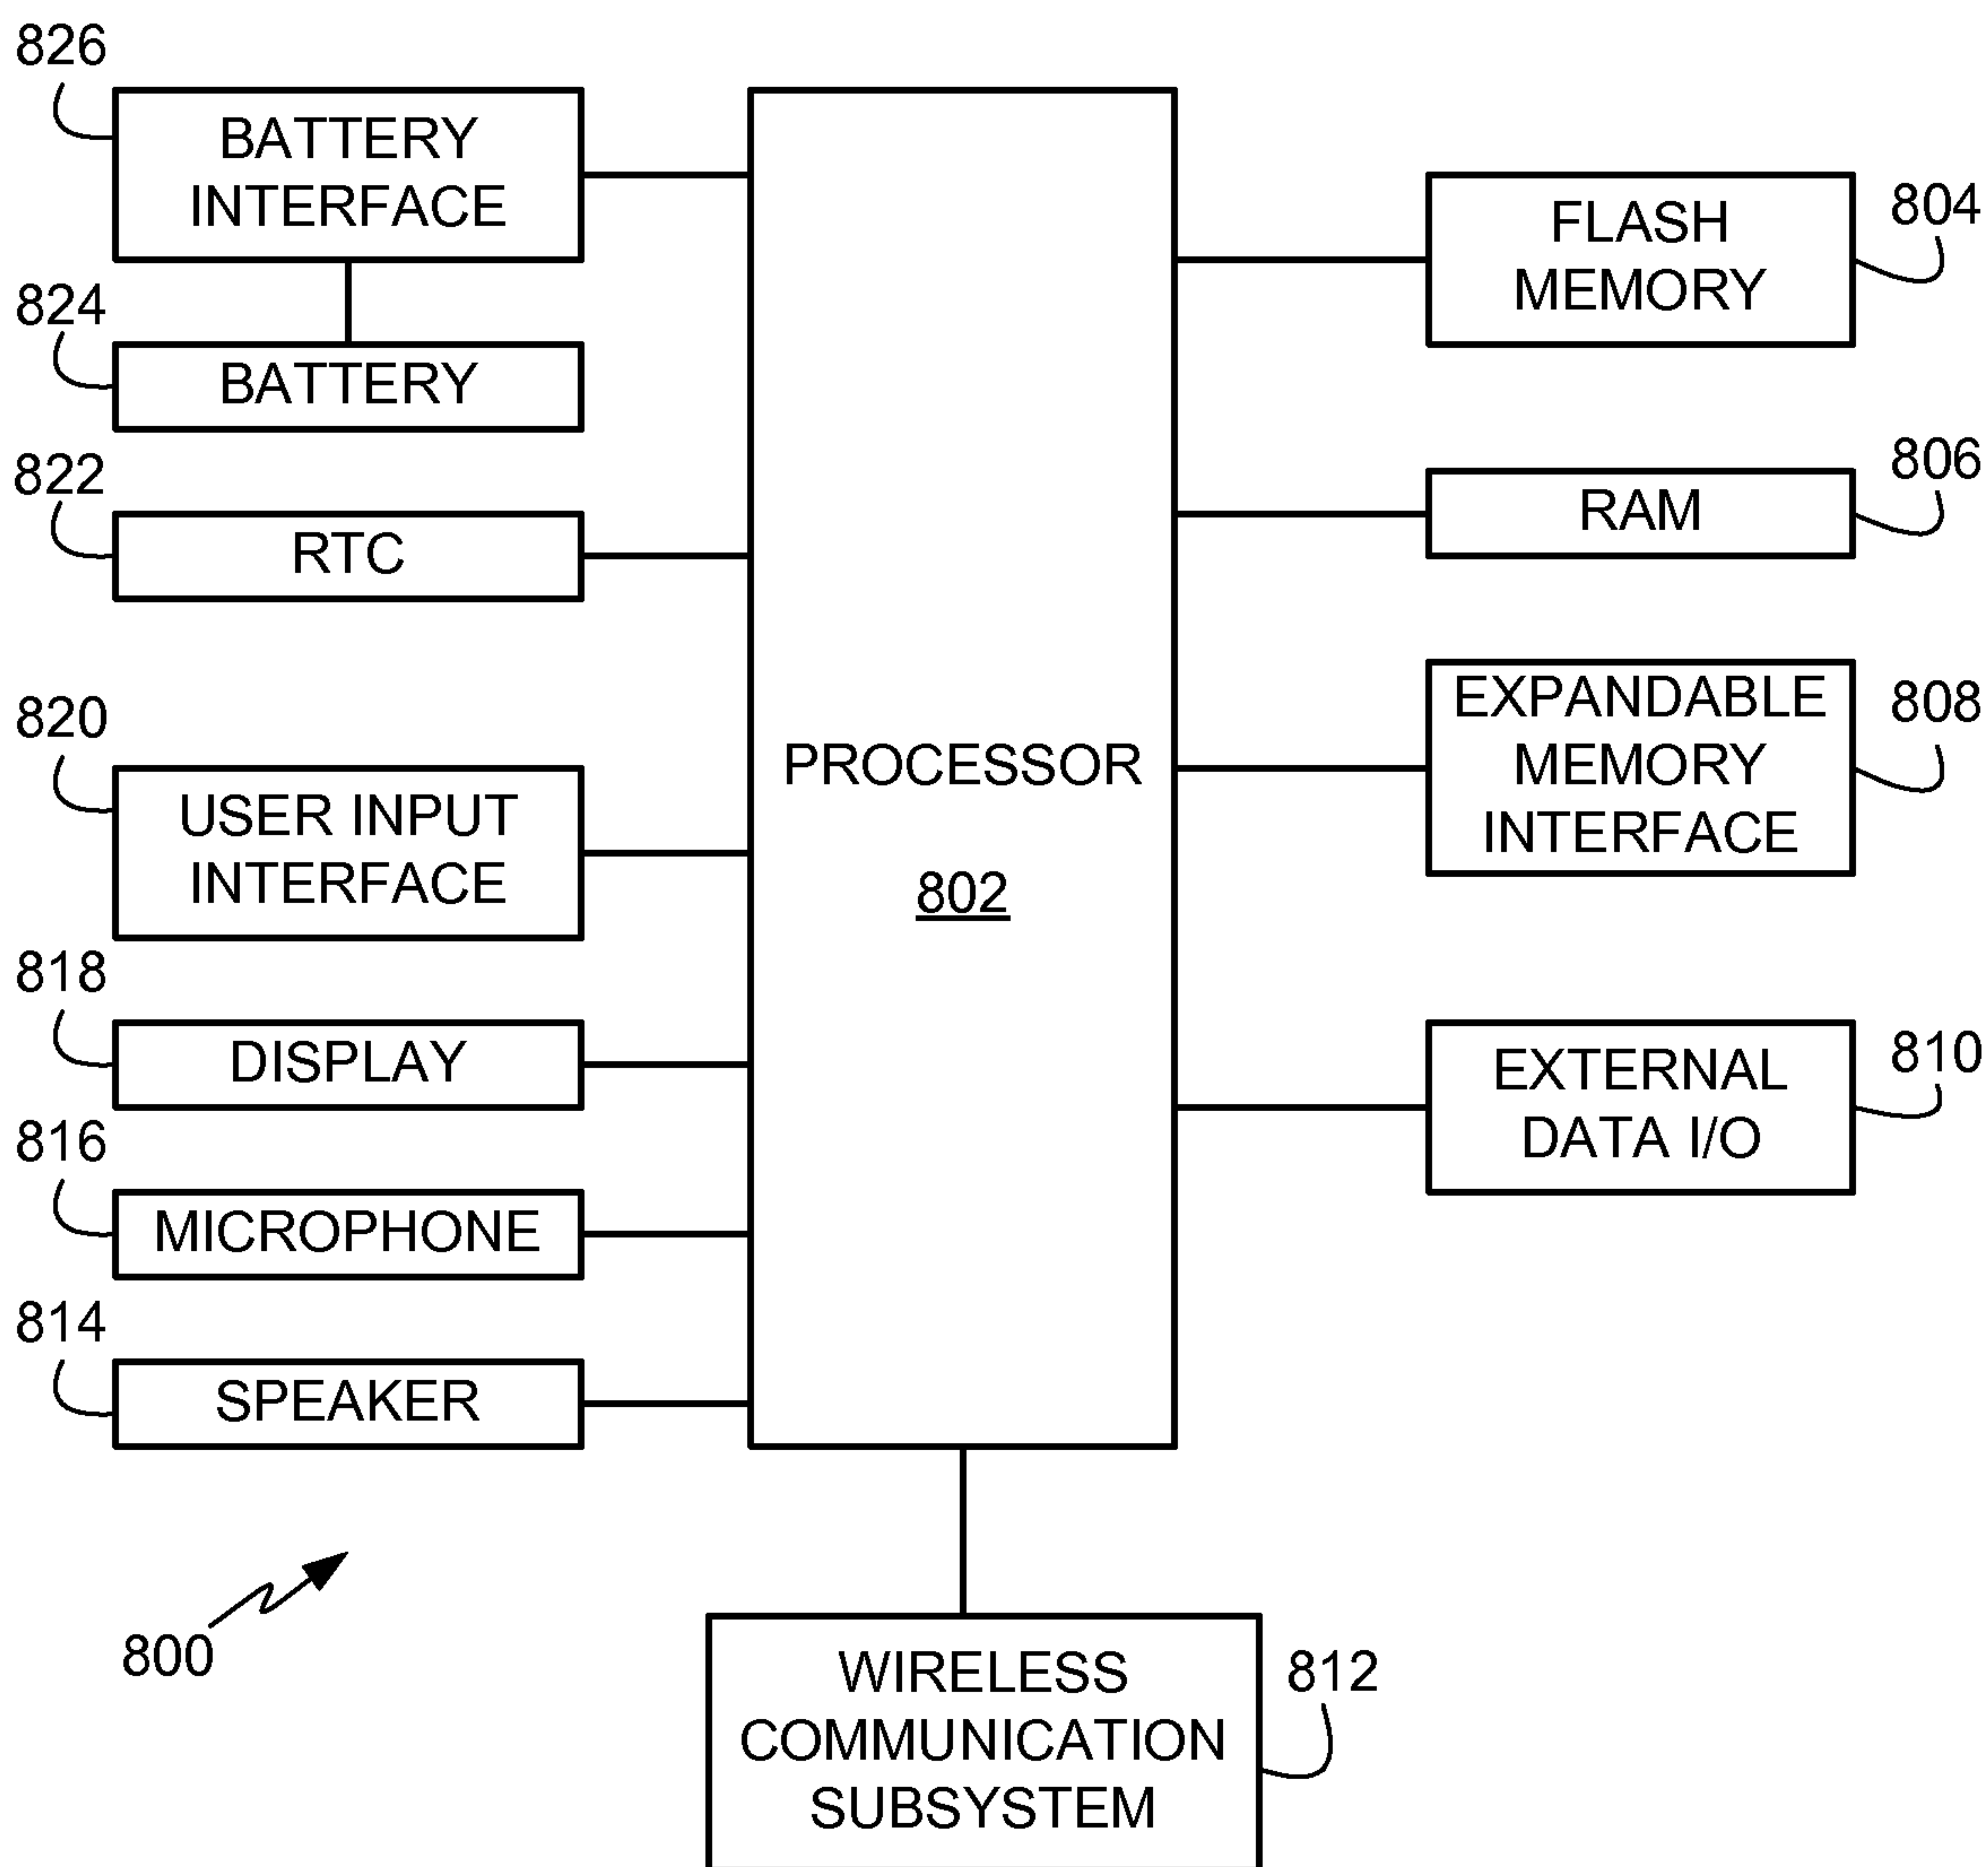 826
BATTERY
INTERFACE
824
BATTERY
822
RTC
820
USER INPUT
INTERFACE
818
DISPLAY
816
MICROPHONE
814
SPEAKER
800
PROCESSOR
802
FLASH
MEMORY
804
RAM
806
EXPANDABLE
MEMORY
INTERFACE
808
EXTERNAL
DATA I/O
810
WIRELESS
COMMUNICATION
SUBSYSTEM
812